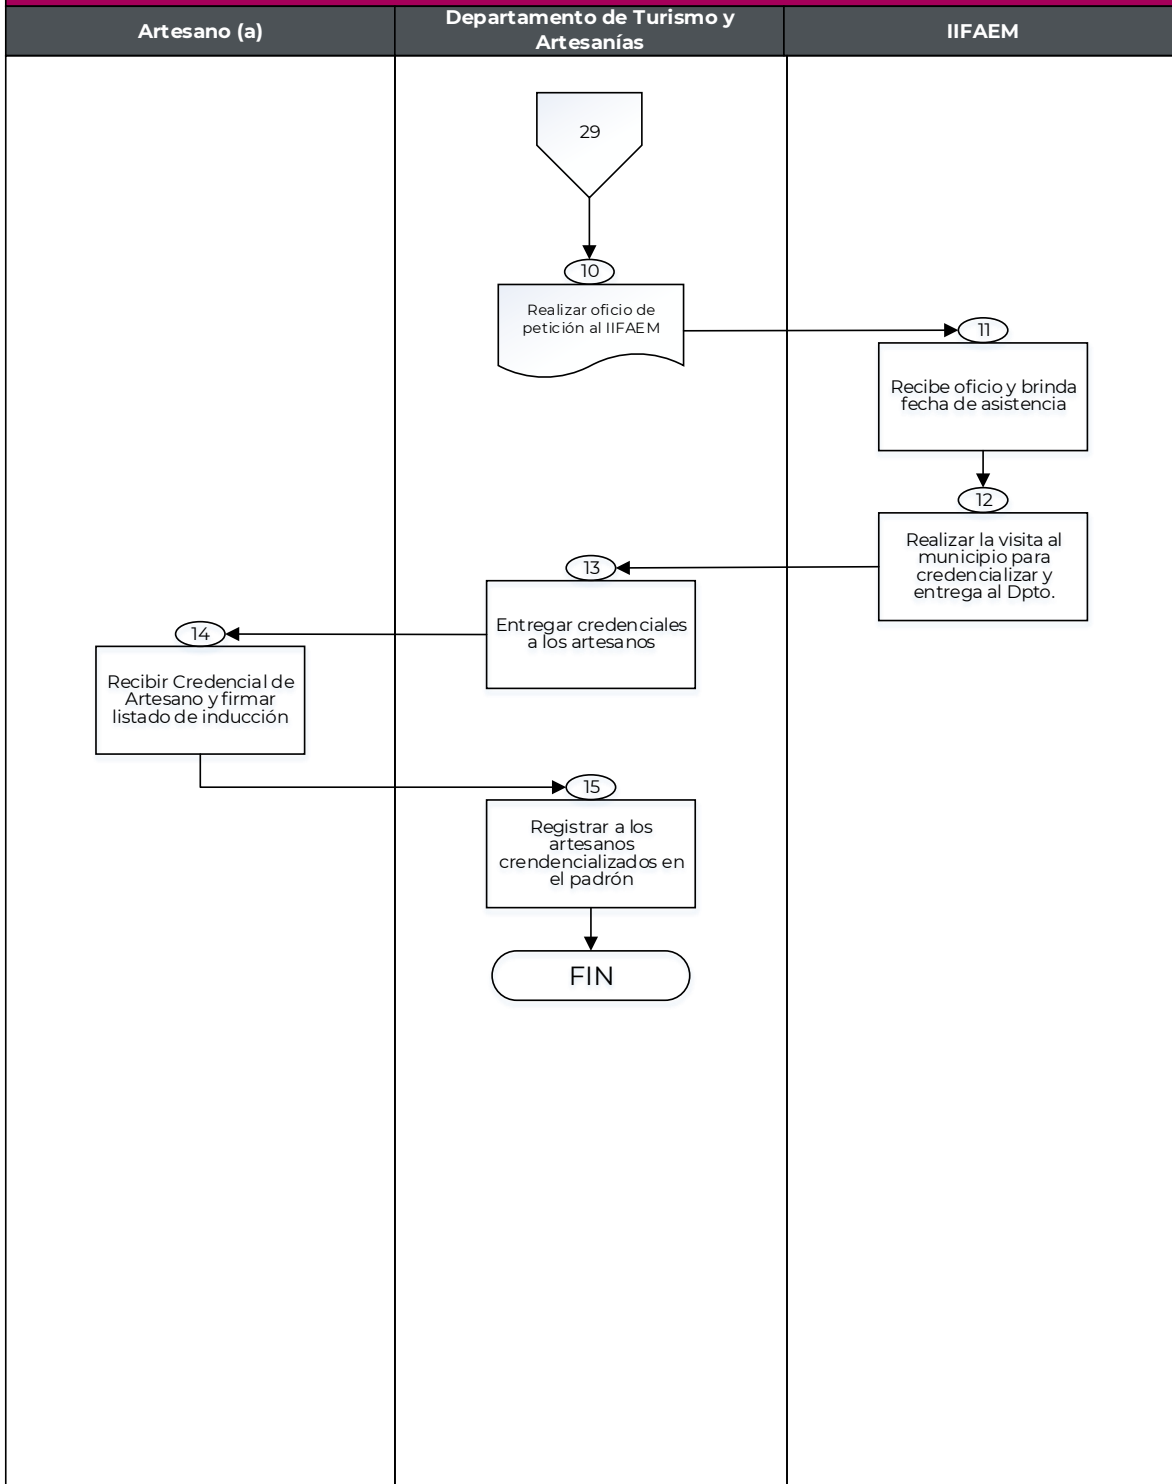 Artesano (a)
Departamento de Turismo y
Artesanías
IIFAEM
29
10
Realizar oficio de
petición al IIFAEM
11
Recibe oficio y brinda
fecha de asistencia
12
Realizar la visita al
municipio para
credencializar y
entrega al Dpto.
13
Entregar credenciales
a los artesanos
14
Recibir Credencial de
Artesano y firmar
listado de inducción
15
Registrar a los
artesanos
crendencializados en
el padrón
FIN